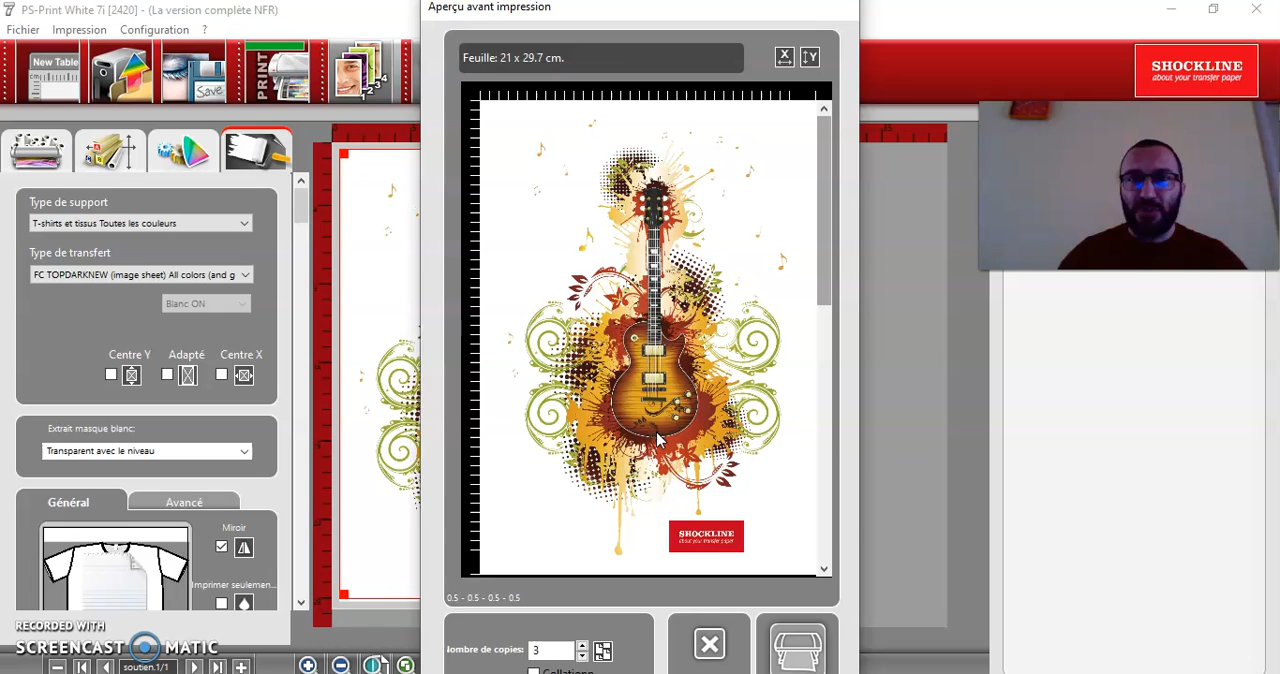 PS-Print White 7i [2420] - (La version complète NFR)
Fichier Impression Configuration ?
New Table
Save
PRINT
Aperçu avant impression
Feuille: 21 x 29.7 cm.
X
Y
SHOCKLINE
about your transfer paper
Type de support
T-shirts et tissus Toutes les couleurs
Type de transfert
FC TOPDARKNEW (image sheet) All colors (and g
Blanc ON
Centre Y Adapté Centre X
Extrait masque blanc:
Transparent avec le niveau
Général Avancé
Miroir
Imprimer seulemen...
SHOCKLINE
about your transfer paper
0.5 - 0.5 - 0.5 - 0.5
Nombre de copies: 3
RECORDED WITH
SCREENCAST MATIC
soutien.1/1